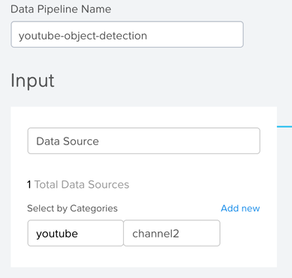 Data Pipeline Name
youtube-object-detection
Input
Data Source
1 Total Data Sources
Select by Categories Add new
youtube channel2